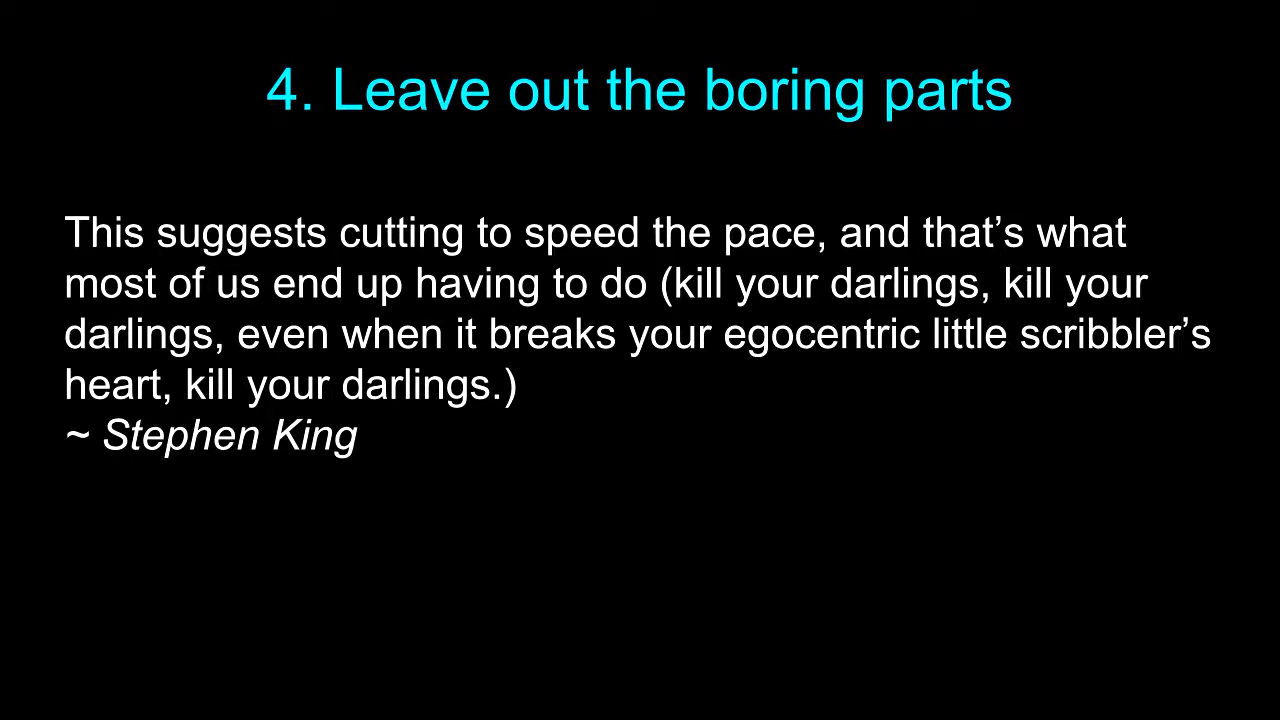 4. Leave out the boring parts
This suggests cutting to speed the pace, and that’s what
most of us end up having to do (kill your darlings, kill your
darlings, even when it breaks your egocentric little scribbler’s
heart, kill your darlings.)
~ Stephen King